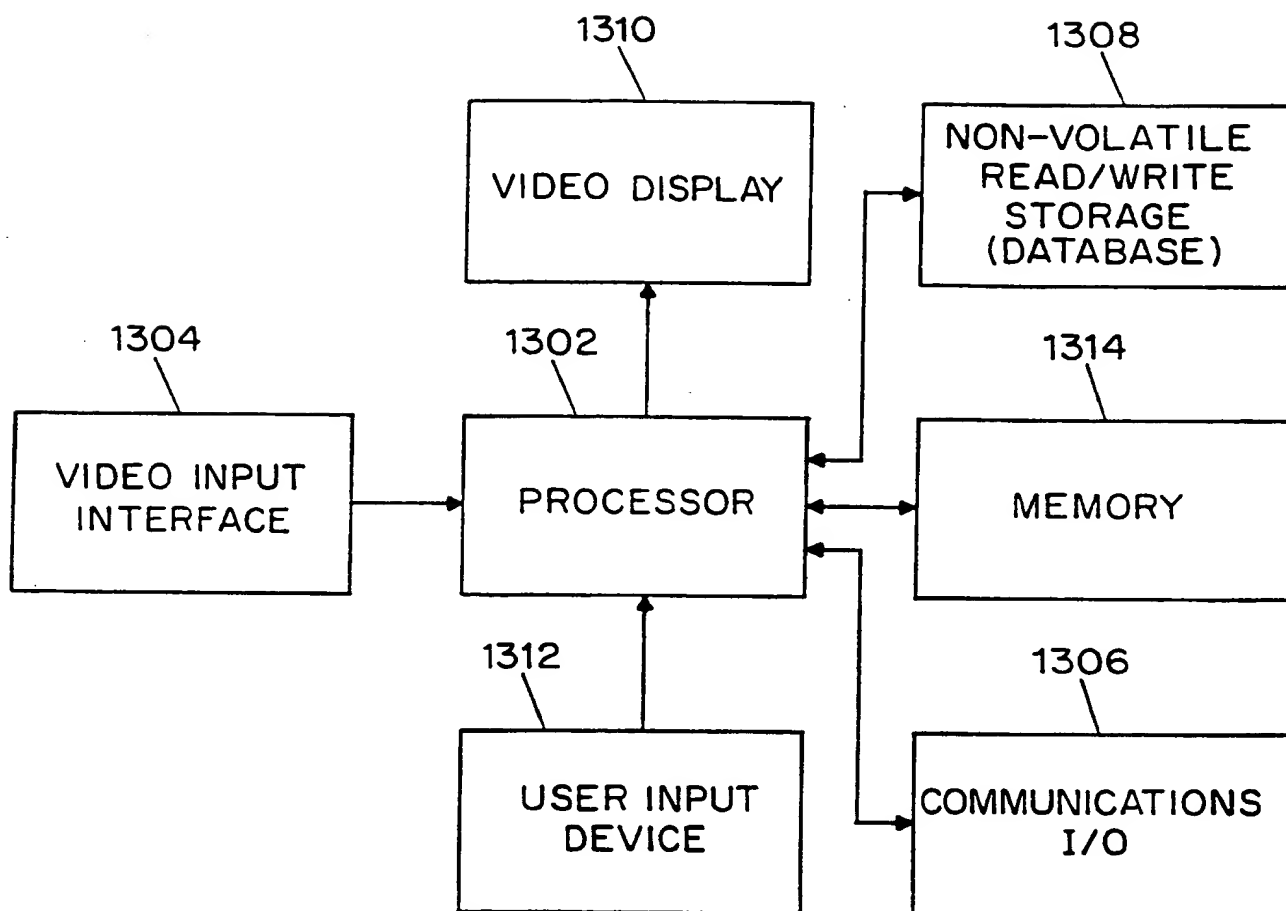 1310
VIDEO DISPLAY
1308
NON-VOLATILE
READ/WRITE
STORAGE
(DATABASE)
1304
VIDEO INPUT
INTERFACE
1302
PROCESSOR
1314
MEMORY
1312
USER INPUT
DEVICE
1306
COMMUNICATIONS
I/O